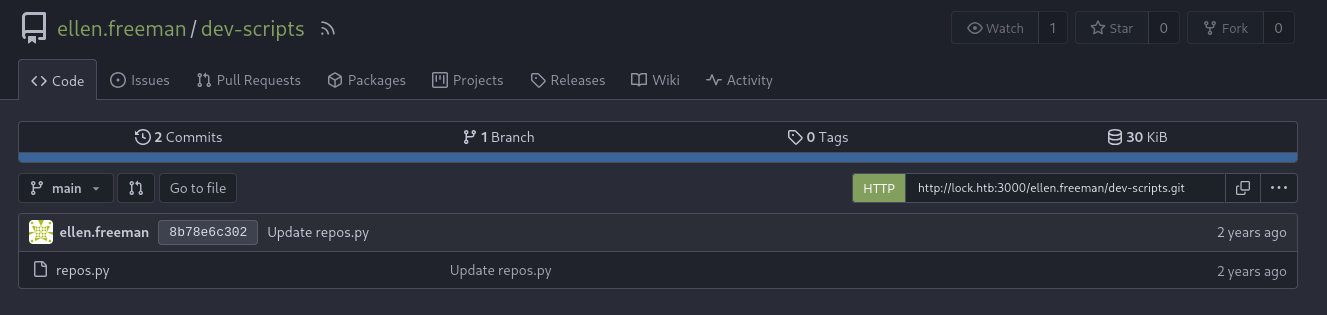 ellen.freeman / dev-scripts Watch 1 Star 0 Fork 0
Code Issues Pull Requests Packages Projects Releases Wiki Activity
2 Commits 1 Branch 0 Tags 30 KiB
main Go to file HTTP http://lock.htb:3000/ellen.freeman/dev-scripts.git
ellen.freeman 8b78e6c302 Update repos.py 2 years ago
repos.py Update repos.py 2 years ago